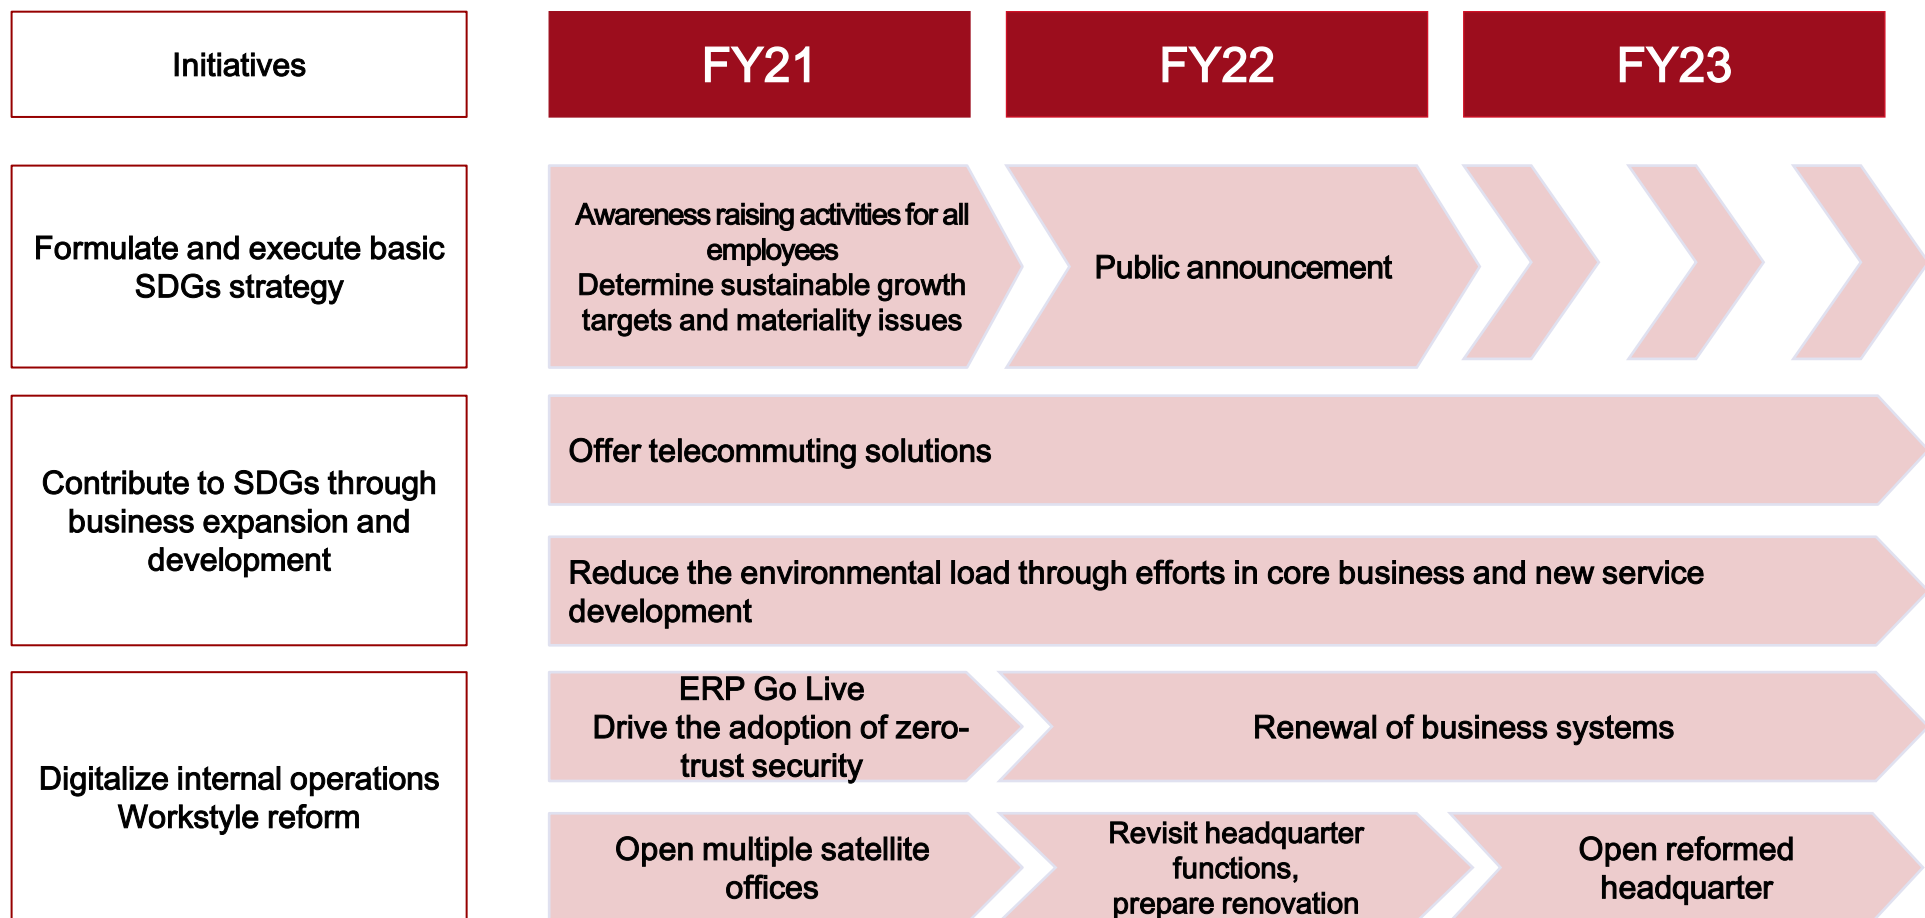 Initiatives
FY21
FY22
FY23
Formulate and execute basic
SDGs strategy
Awareness raising activities for all
employees
Determine sustainable growth
targets and materiality issues
Public announcement
Contribute to SDGs through
business expansion and
development
Offer telecommuting solutions
Reduce the environmental load through efforts in core business and new service
development
Digitalize internal operations
Workstyle reform
ERP Go Live
Drive the adoption of zero-
trust security
Renewal of business systems
Open multiple satellite
offices
Revisit headquarter
functions,
prepare renovation
Open reformed
headquarter